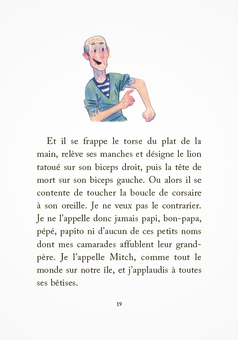 Et il se frappe le torse du plat de la
main, relève ses manches et désigne le lion
tatoué sur son biceps droit, puis la tête de
mort sur son biceps gauche. Ou alors il se
contente de toucher la boucle de corsaire
à son oreille. Je ne veux pas le contrarier.
Je ne l'appelle donc jamais papi, bon-papa,
pépé, papito ni d'aucun de ces petits noms
dont mes camarades affublent leur grand-
père. Je l'appelle Mitch, comme tout le
monde sur notre île, et j'applaudis à toutes
ses bêtises.
19